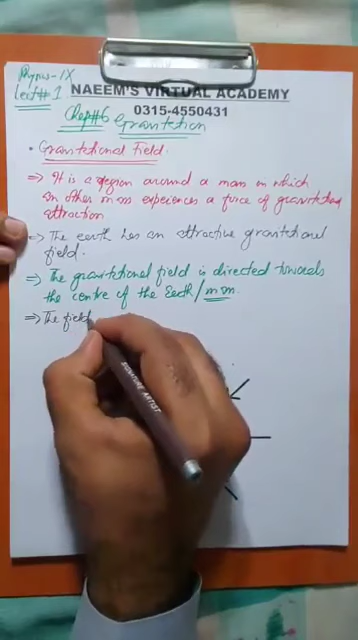 Physics-IX
Lect# 1
NAEEM'S VIRTUAL ACADEMY
0315-4550431
Chep#6 Gravitation
• Gravitational Field.
⇒ It is a region around a mass in which
an other mass experiences a force of gravitational
attraction
⇒ The earth has an attractive gravitational
field.
⇒ The gravitational field is directed towards
the centre of the Earth/mass.
⇒ The field